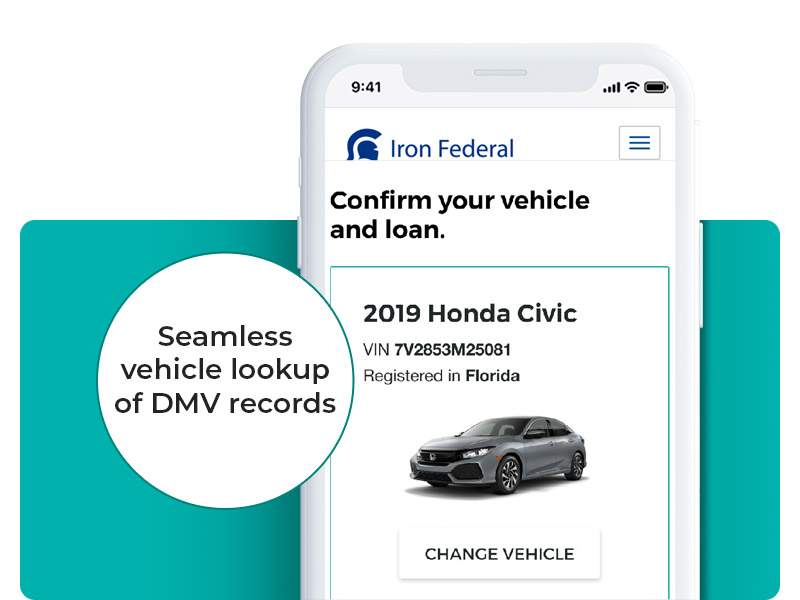 9:41
Iron Federal
Confirm your vehicle
and loan.
2019 Honda Civic
VIN 7V2853M25081
Registered in Florida
CHANGE VEHICLE
Seamless
vehicle lookup
of DMV records